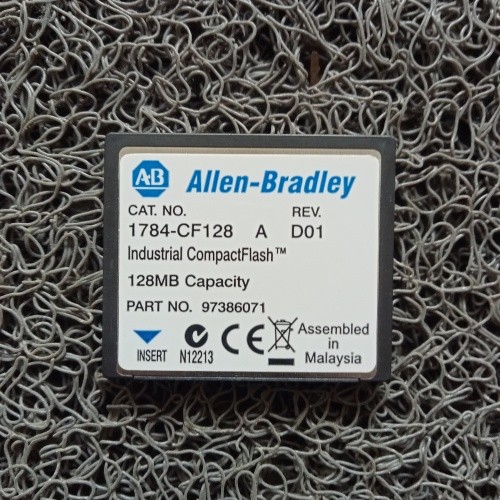 AB Allen-Bradley
CAT. NO. REV.
1784-CF128 A D01
Industrial CompactFlash™
128MB Capacity
PART NO. 97386071
INSERT N12213 CE Assembled in Malaysia